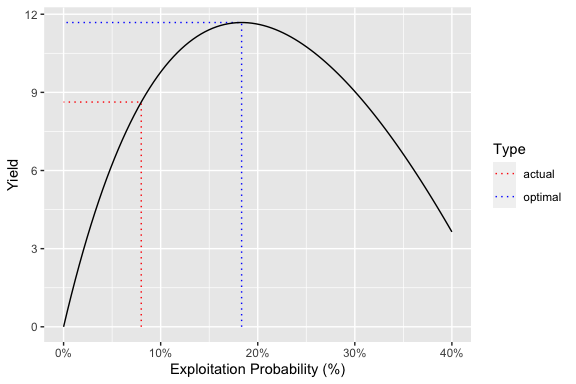 12
9
6
3
0
Yield
0%
10%
20%
30%
40%
Exploitation Probability (%)
Type
actual
optimal